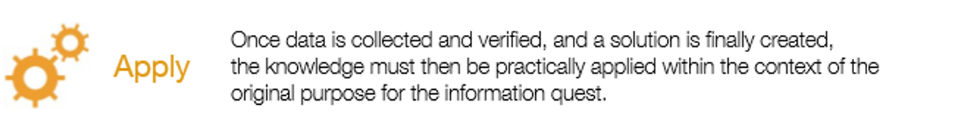 Apply
Once data is collected and verified, and a solution is finally created,
the knowledge must then be practically applied within the context of the
original purpose for the information quest.